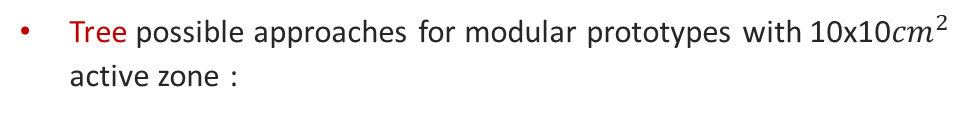 • Tree possible approaches for modular prototypes with 10x10cm²
active zone :